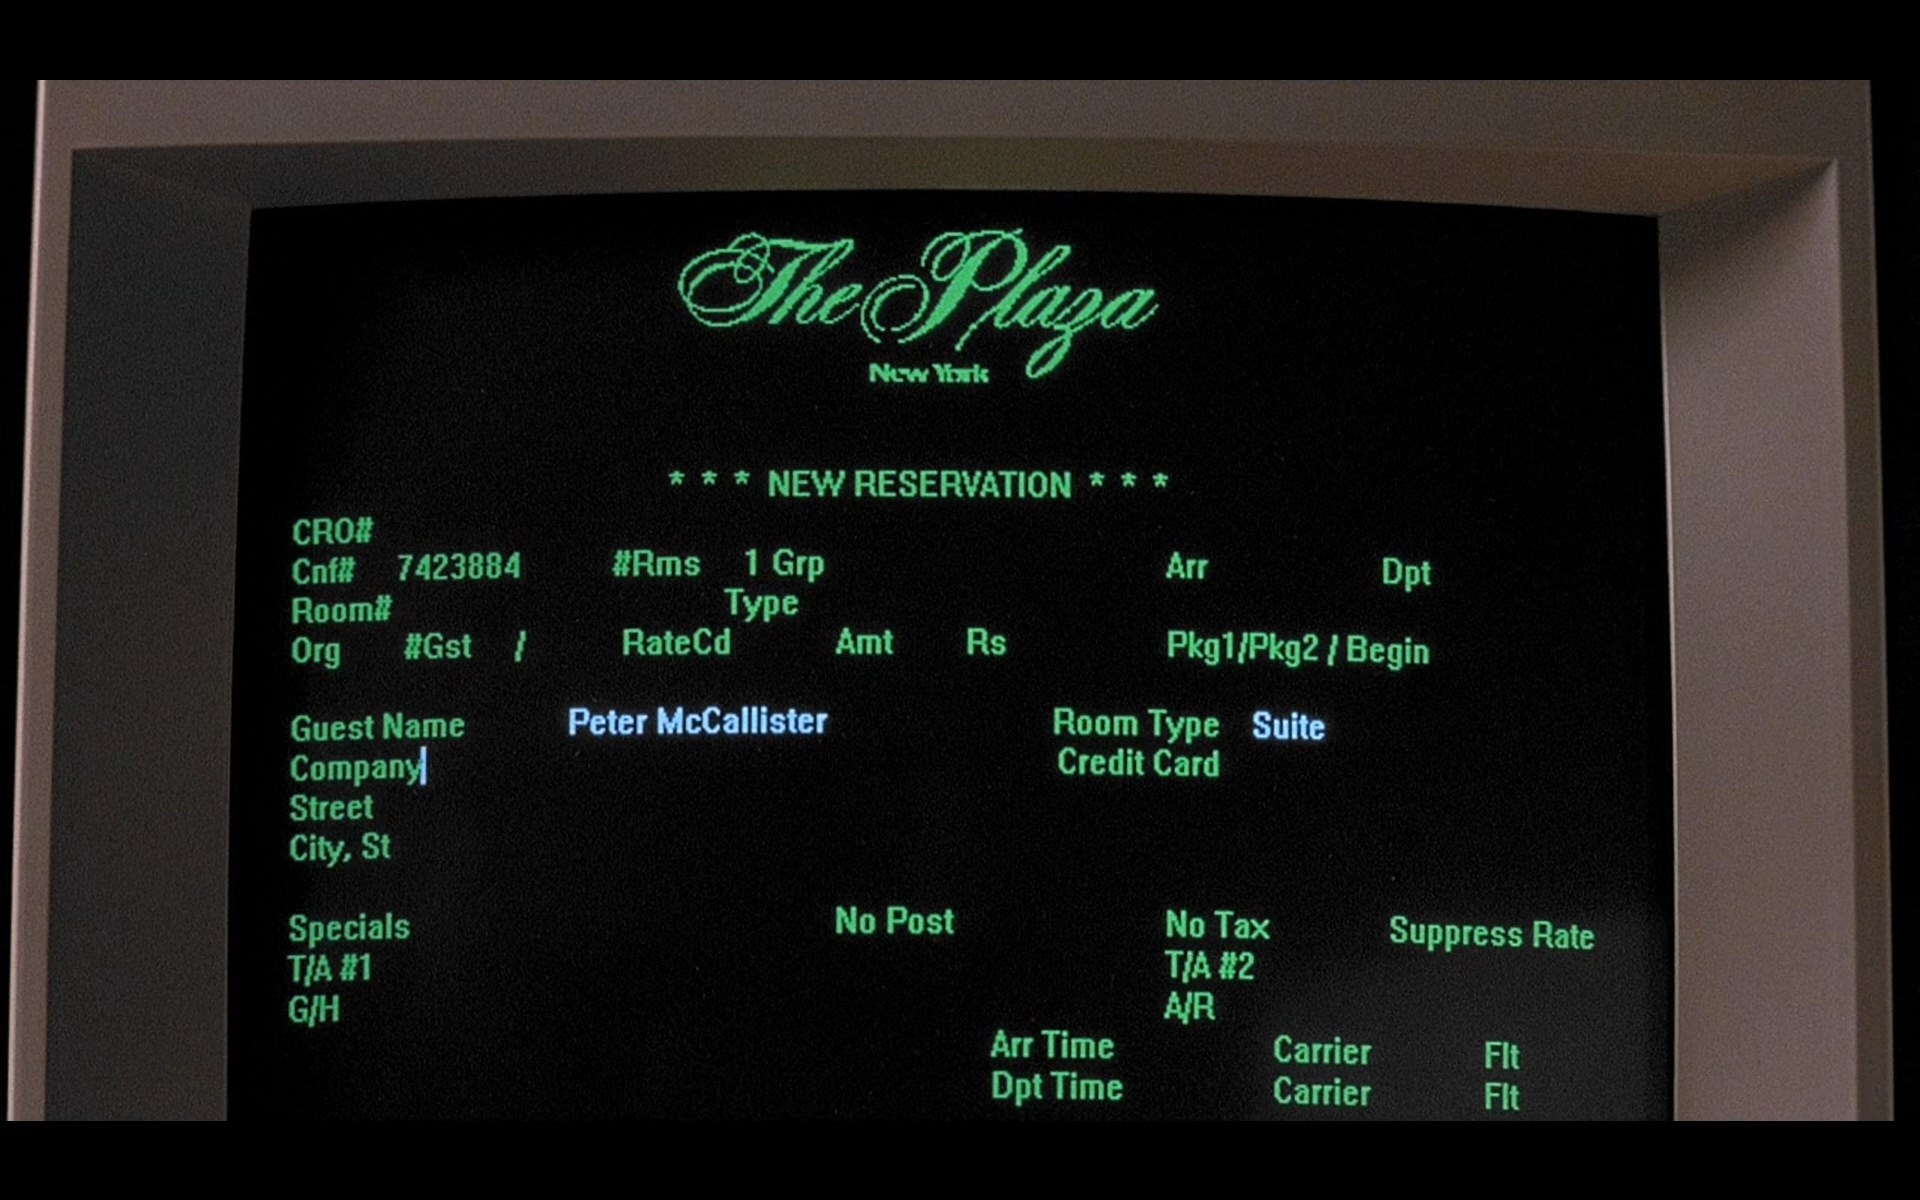 The Plaza
New York
* * * NEW RESERVATION * * *
CRO#
Cnf# 7423884 #Rms 1 Grp Arr Dpt
Room# Type
Org #Gst / RateCd Amt Rs Pkg1/Pkg2 / Begin
Guest Name Peter McCallister Room Type Suite
Company Credit Card
Street
City, St
Specials No Post No Tax Suppress Rate
T/A #1 T/A #2
G/H A/R
Arr Time Carrier Flt
Dpt Time Carrier Flt